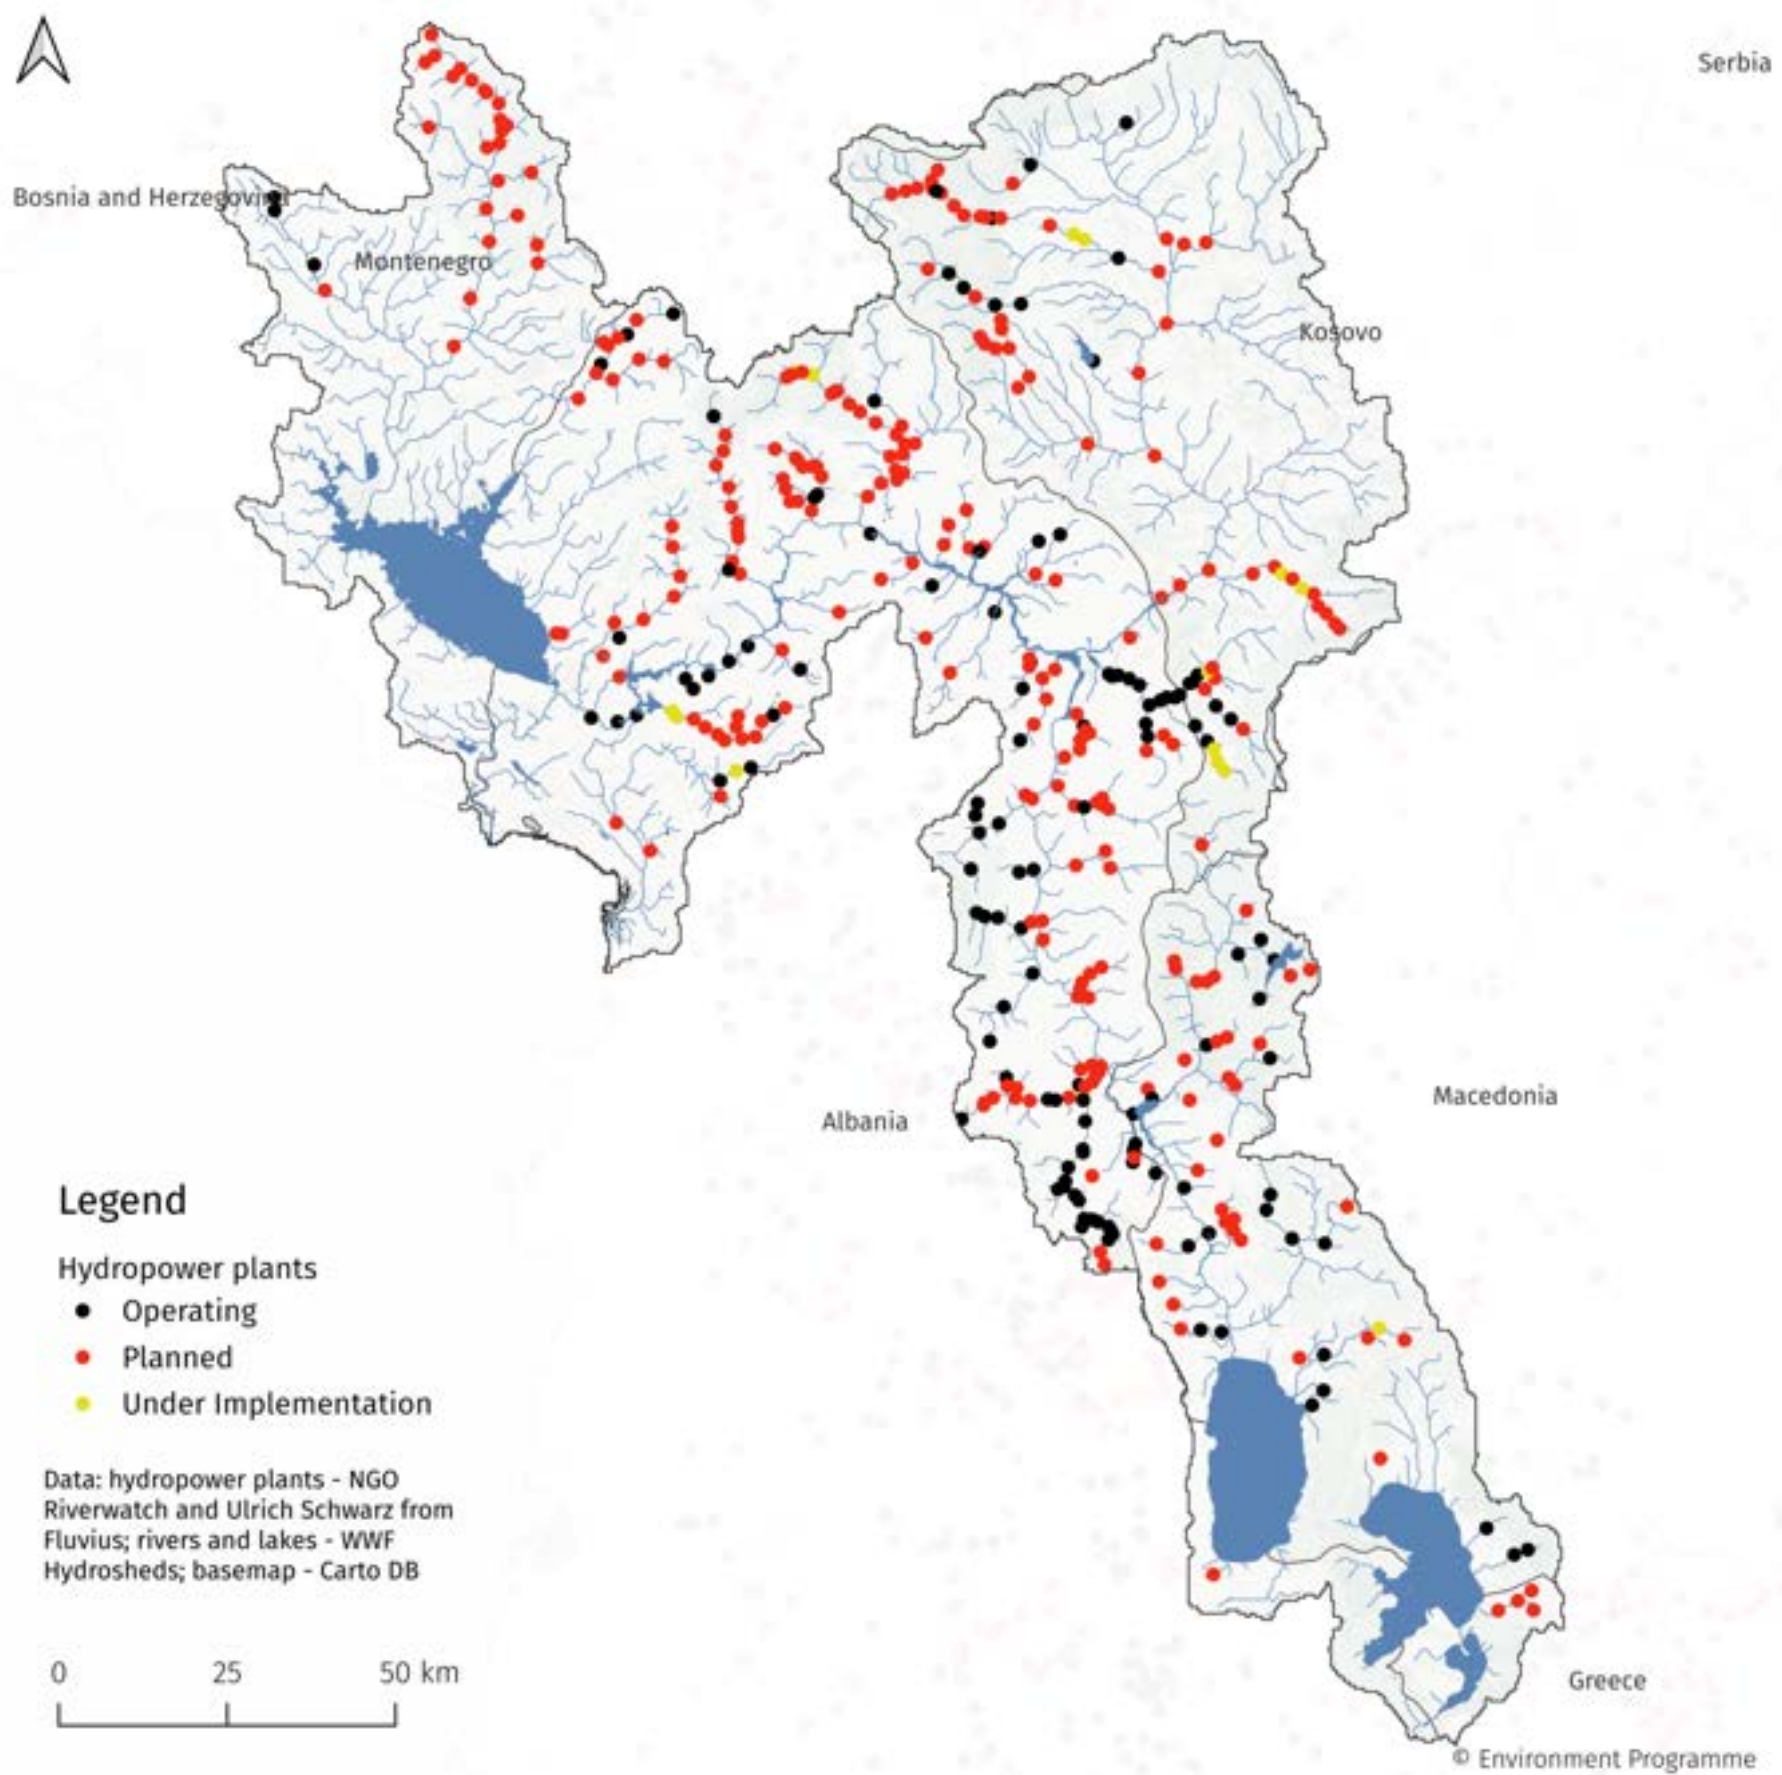 Serbia
Bosnia and Herzegovina
Montenegro
Kosovo
Macedonia
Albania
Legend
Hydropower plants
Operating
Planned
Under Implementation
Data: hydropower plants - NGO
Riverwatch and Ulrich Schwarz from
Fluvius; rivers and lakes - WWF
Hydrosheds; basemap - Carto DB
0 25 50 km
Greece
© Environment Programme